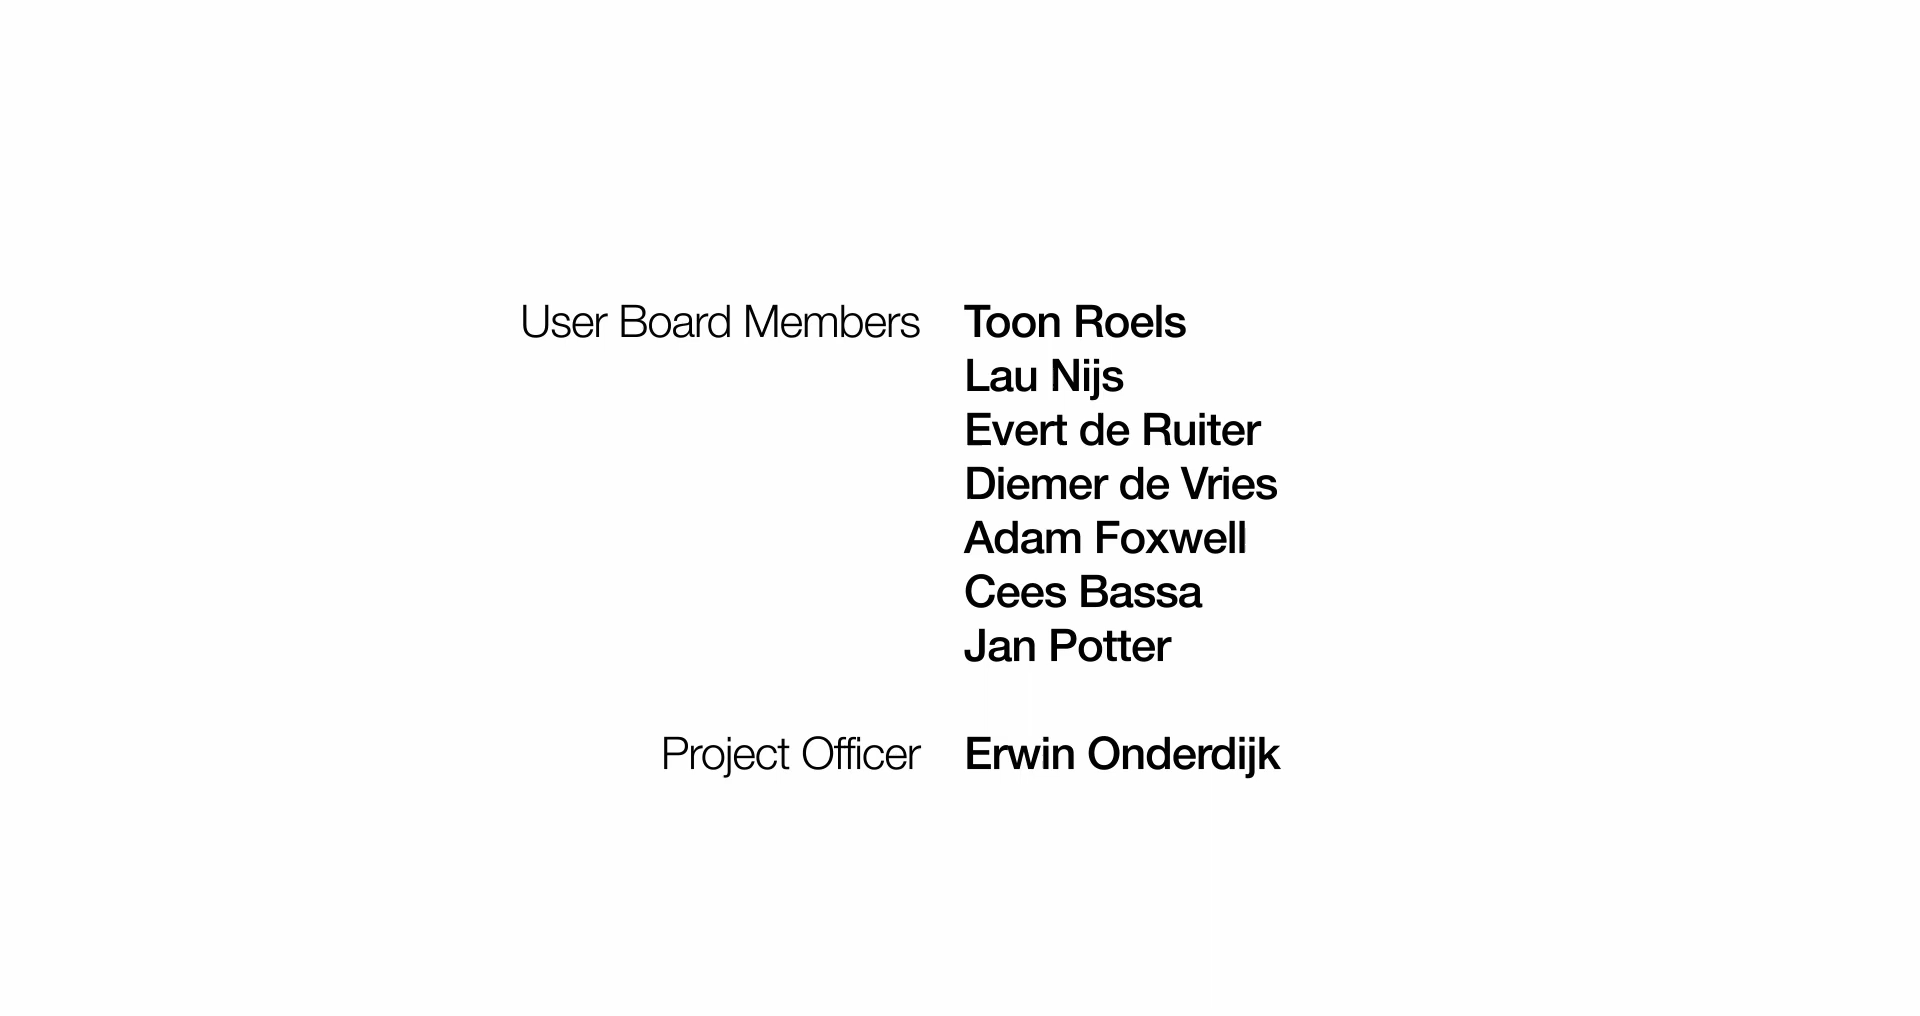 User Board Members Toon Roels
Lau Nijs
Evert de Ruiter
Diemer de Vries
Adam Foxwell
Cees Bassa
Jan Potter
Project Officer Erwin Onderdijk